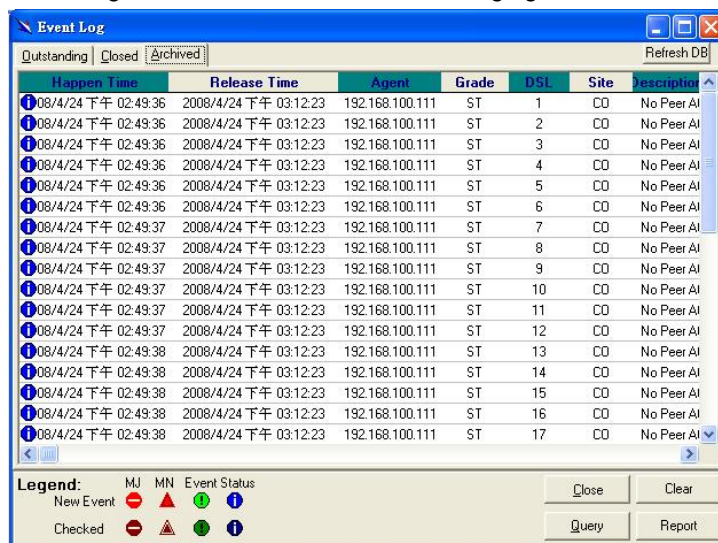 Event Log
Outstanding Closed Archived Refresh DB
Happen Time Release Time Agent Grade DSL Site Description
08/4/24 下午 02:49:36 2008/4/24 下午 03:12:23 192.168.100.111 ST 1 CO No Peer
08/4/24 下午 02:49:36 2008/4/24 下午 03:12:23 192.168.100.111 ST 2 CO No Peer
08/4/24 下午 02:49:36 2008/4/24 下午 03:12:23 192.168.100.111 ST 3 CO No Peer
08/4/24 下午 02:49:36 2008/4/24 下午 03:12:23 192.168.100.111 ST 4 CO No Peer
08/4/24 下午 02:49:36 2008/4/24 下午 03:12:23 192.168.100.111 ST 5 CO No Peer
08/4/24 下午 02:49:36 2008/4/24 下午 03:12:23 192.168.100.111 ST 6 CO No Peer
08/4/24 下午 02:49:37 2008/4/24 下午 03:12:23 192.168.100.111 ST 7 CO No Peer
08/4/24 下午 02:49:37 2008/4/24 下午 03:12:23 192.168.100.111 ST 8 CO No Peer
08/4/24 下午 02:49:37 2008/4/24 下午 03:12:23 192.168.100.111 ST 9 CO No Peer
08/4/24 下午 02:49:37 2008/4/24 下午 03:12:23 192.168.100.111 ST 10 CO No Peer
08/4/24 下午 02:49:37 2008/4/24 下午 03:12:23 192.168.100.111 ST 11 CO No Peer
08/4/24 下午 02:49:37 2008/4/24 下午 03:12:23 192.168.100.111 ST 12 CO No Peer
08/4/24 下午 02:49:38 2008/4/24 下午 03:12:23 192.168.100.111 ST 13 CO No Peer
08/4/24 下午 02:49:38 2008/4/24 下午 03:12:23 192.168.100.111 ST 14 CO No Peer
08/4/24 下午 02:49:38 2008/4/24 下午 03:12:23 192.168.100.111 ST 15 CO No Peer
08/4/24 下午 02:49:38 2008/4/24 下午 03:12:23 192.168.100.111 ST 16 CO No Peer
08/4/24 下午 02:49:38 2008/4/24 下午 03:12:23 192.168.100.111 ST 17 CO No Peer
Legend: MJ MN Event Status
New Event
Checked
Close Clear
Query Report